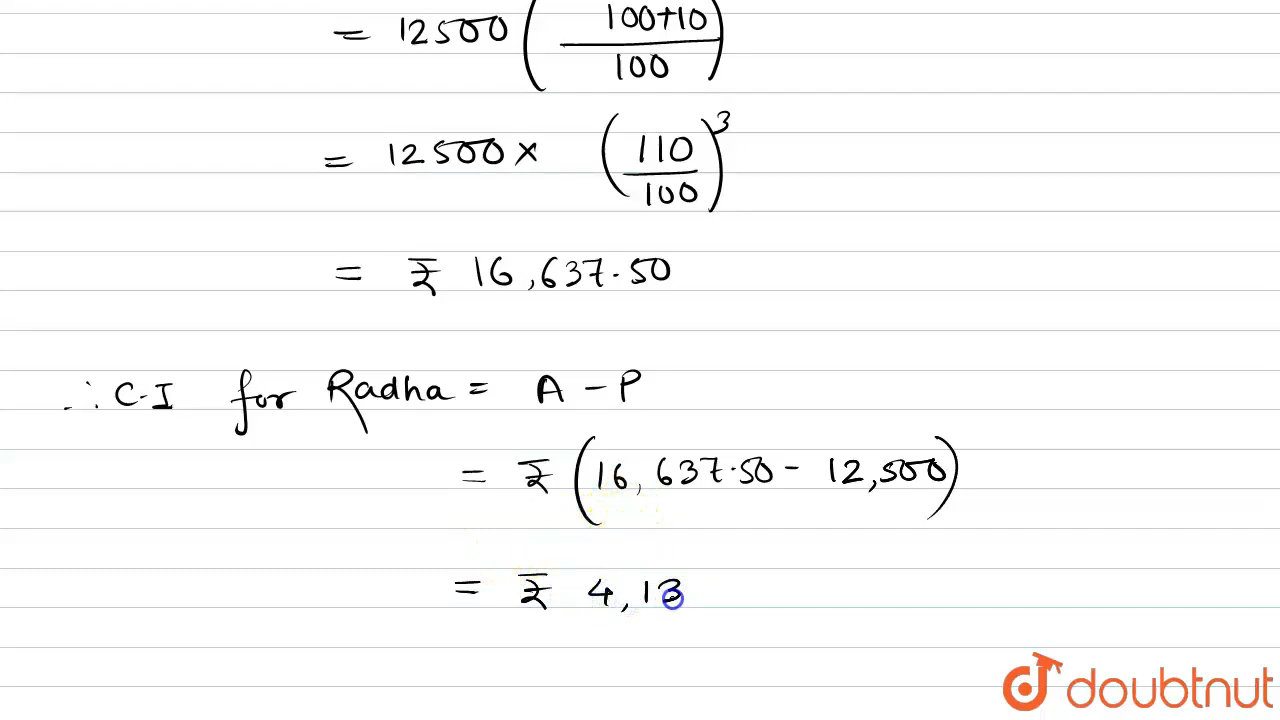 = 12500 (100+10/100)
= 12500 × (110/100)³
= ₹ 16,637.50
∴ C.I for Radha = A - P
= ₹ (16,637.50 - 12,500)
= ₹ 4,13
doubtnut